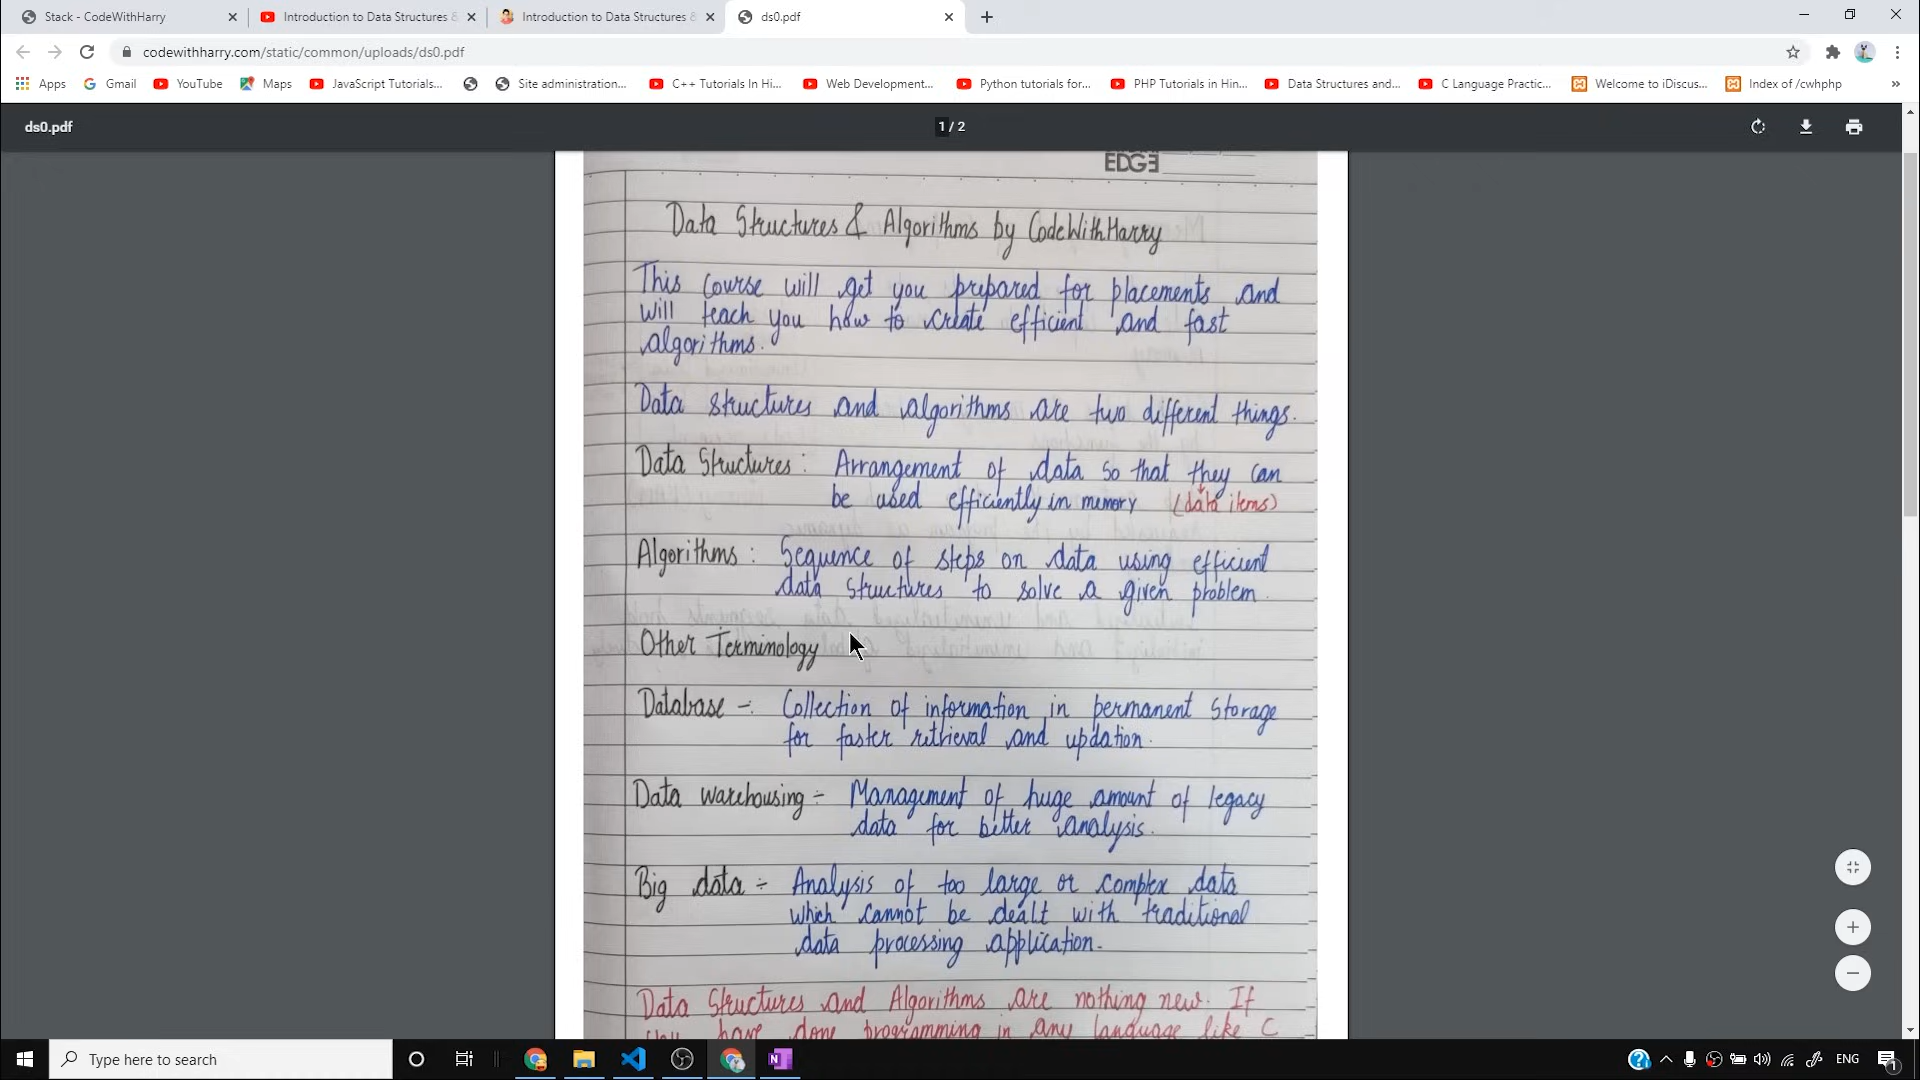 Stack - CodeWithHarry
Introduction to Data Structures &
Introduction to Data Structures &
ds0.pdf
codewithharry.com/static/common/uploads/ds0.pdf
Apps
Gmail
YouTube
Maps
JavaScript Tutorials...
Site administration...
C++ Tutorials In Hi...
Web Development...
Python tutorials for...
PHP Tutorials in Hin...
Data Structures and...
C Language Practic...
Welcome to iDiscus...
Index of /cwhphp
ds0.pdf
1 / 2
EDGE
Data Structures & Algorithms by CodeWithHarry
This course will get you prepared for placements and
will teach you how to create efficient and fast
algorithms.
Data structures and algorithms are two different things.
Data Structures: Arrangement of data so that they can
be used efficiently in memory (data items)
Algorithms: Sequence of steps on data using efficient
data structures to solve a given problem
Other Terminology
Database -: Collection of information in permanent storage
for faster retrieval and updation.
Data warehousing ÷ Management of huge amount of legacy
data for better analysis.
Big data ÷ Analysis of too large or complex data
which cannot be dealt with traditional
data processing application.
Data Structures and Algorithms are nothing new. If
you have done programming in any language like C
Type here to search
ENG
1